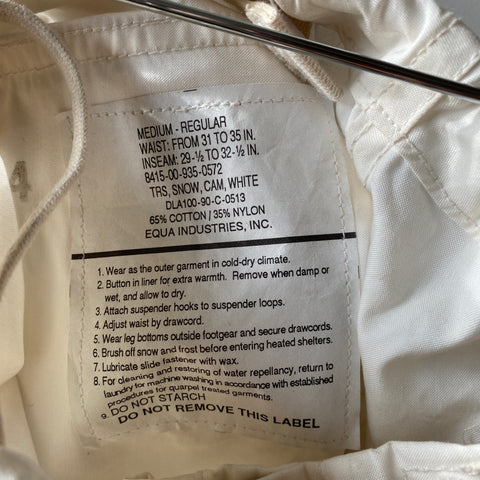 MEDIUM - REGULAR
WAIST: FROM 31 TO 35 IN.
INSEAM: 29-½ TO 32-½ IN.
8415-00-935-0572
TRS, SNOW, CAM, WHITE
DLA100-90-C-0513
65% COTTON / 35% NYLON
EQUA INDUSTRIES, INC.
1. Wear as the outer garment in cold-dry climate.
2. Button in liner for extra warmth. Remove when damp or
wet, and allow to dry.
3. Attach suspender hooks to suspender loops.
4. Adjust waist by drawcord.
5. Wear leg bottoms outside footgear and secure drawcords.
6. Brush off snow and frost before entering heated shelters.
7. Lubricate slide fastener with wax.
8. For cleaning and restoring of water repellancy, return to
laundry for machine washing in accordance with established
procedures for quarpel treated garments.
9. DO NOT STARCH
DO NOT REMOVE THIS LABEL
4